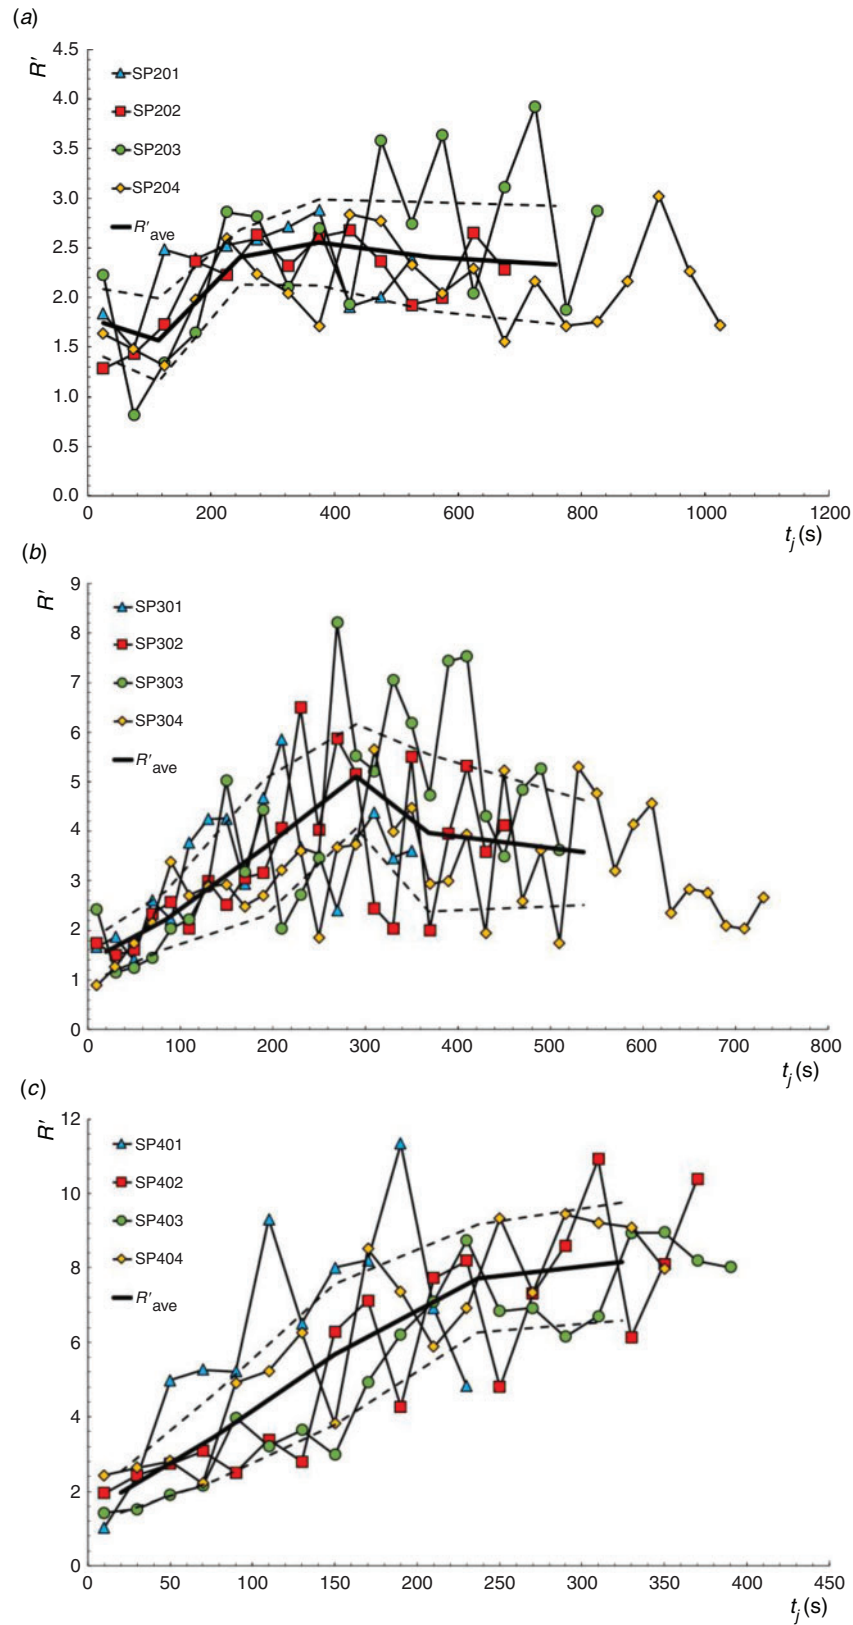 (a)
4.5
R'
SP201
4.0
SP202
3.5
SP203
3.0
SP204
R'ave
2.5
2.0
1.5
1.0
0.5
0.0
0 200 400 600 800 1000 1200
tj (s)
(b)
9
R'
SP301
8
SP302
7
SP303
6
SP304
R'ave
5
4
3
2
1
0
0 100 200 300 400 500 600 700 800
tj (s)
(c)
12
R'
SP401
10
SP402
SP403
8
SP404
R'ave
6
4
2
0
0 50 100 150 200 250 300 350 400 450
tj (s)